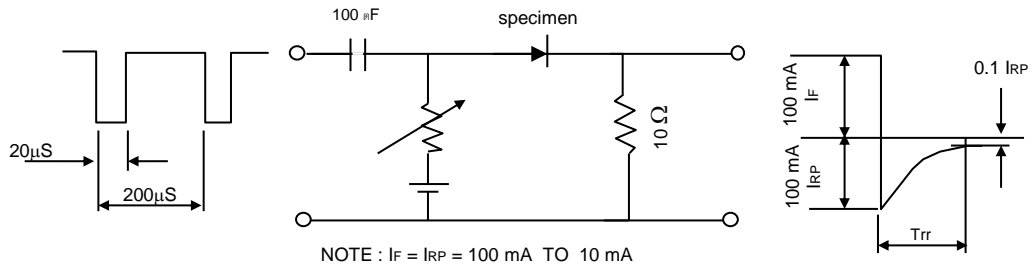 100 μF
specimen
10 Ω
20μS
200μS
100 mA
IF
100 mA
IRP
0.1 IRP
Trr
NOTE : IF = IRP = 100 mA TO 10 mA